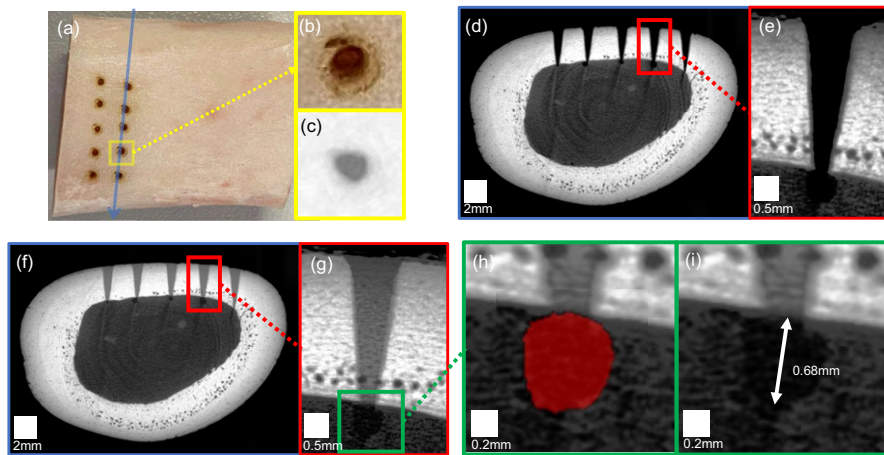 (a)
(b)
(c)
(d)
2mm
(e)
0.5mm
(f)
2mm
(g)
0.5mm
(h)
0.2mm
(i)
0.68mm
0.2mm